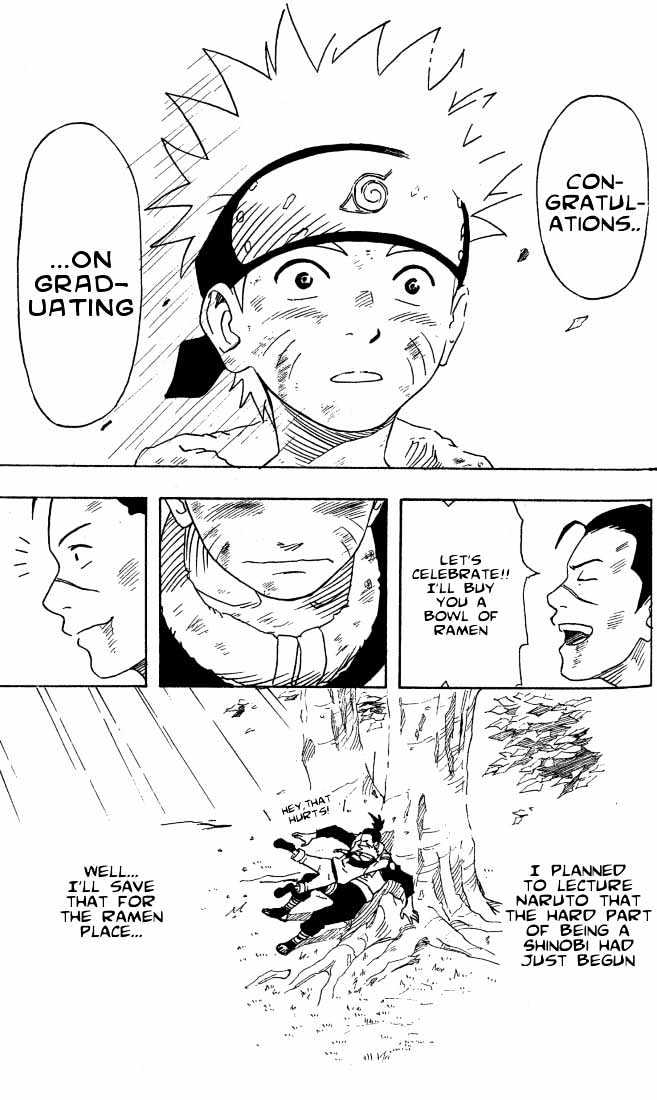 CON-
GRATUL-
ATIONS..
...ON
GRAD-
UATING
LET'S
CELEBRATE!!
I'LL BUY
YOU A
BOWL OF
RAMEN
HEY,THAT
HURTS!
I PLANNED
TO LECTURE
NARUTO THAT
THE HARD PART
OF BEING A
SHINOBI HAD
JUST BEGUN
WELL...
I'LL SAVE
THAT FOR
THE RAMEN
PLACE...